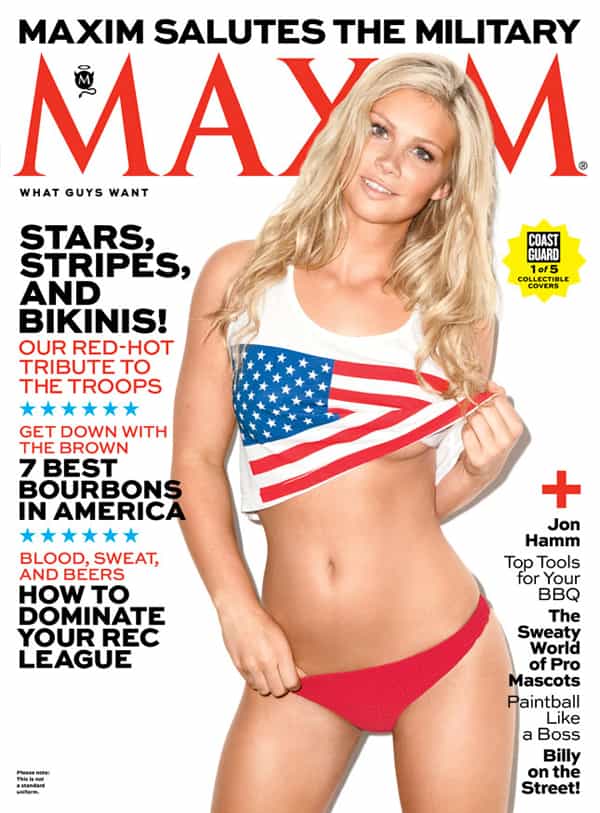 MAXIM SALUTES THE MILITARY
MAXIM
M
®
WHAT GUYS WANT
STARS,
STRIPES,
AND
BIKINIS!
OUR RED-HOT
TRIBUTE TO
THE TROOPS
GET DOWN WITH
THE BROWN
7 BEST
BOURBONS
IN AMERICA
BLOOD, SWEAT,
AND BEERS
HOW TO
DOMINATE
YOUR REC
LEAGUE
COAST
GUARD
1 of 5
COLLECTIBLE
COVERS
+
Jon
Hamm
Top Tools
for Your
BBQ
The
Sweaty
World
of Pro
Mascots
Paintball
Like
a Boss
Billy
on the
Street!
Please note:
This is not
a standard
uniform.